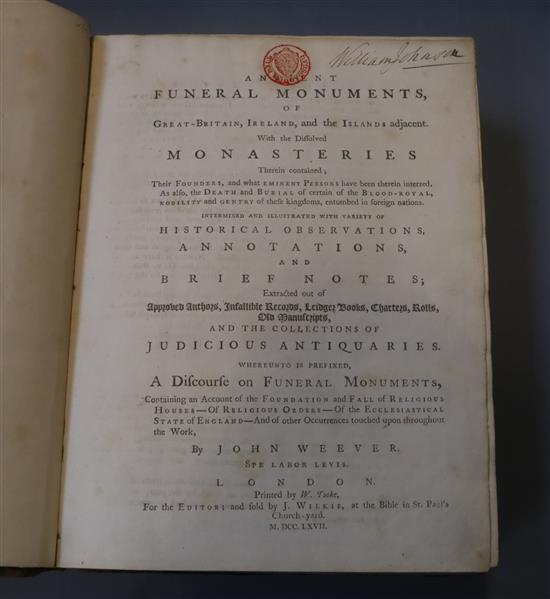 William Johnson
AN NT
FUNERAL MONUMENTS,
OF
GREAT-BRITAIN, IRELAND, and the ISLANDS adjacent.
With the Dissolved
MONASTERIES
Therein contained;
Their FOUNDERS, and what EMINENT PERSONS have been therein interred.
As also, the DEATH and BURIAL of certain of the BLOOD-ROYAL,
NOBILITY and GENTRY of these kingdoms, entombed in foreign nations.
INTERMIXED AND ILLUSTRATED WITH VARIETY OF
HISTORICAL OBSERVATIONS,
ANNOTATIONS,
AND
BRIEF NOTES;
Extracted out of
Approved Authors, Infallible Records, Leidger Books, Charters, Rolls,
Old Manuscripts,
AND THE COLLECTIONS OF
JUDICIOUS ANTIQUARIES.
WHEREUNTO IS PREFIXED,
A Discourse on FUNERAL MONUMENTS,
Containing an Account of the FOUNDATION and FALL of RELIGIOUS
HOUSES—Of RELIGIOUS ORDERS—Of the ECCLESIASTICAL
STATE of ENGLAND—And of other Occurrences touched upon throughout
the Work,
By JOHN WEEVER.
SPE LABOR LEVIS.
LONDON.
Printed by W. Tooke,
For the EDITOR; and sold by J. WILKIE, at the Bible in St. Paul's
Church-yard.
M. DCC. LXVII.